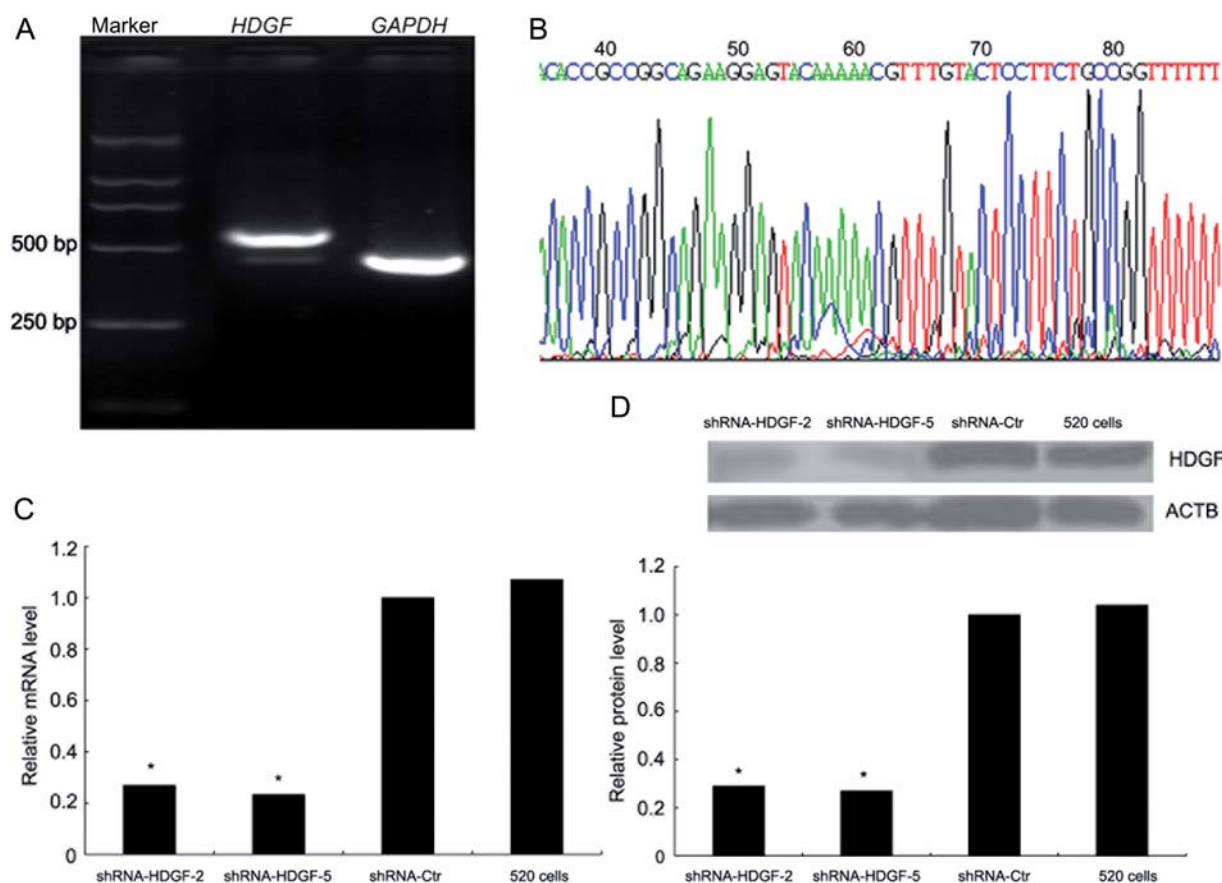 A
Marker HDGF GAPDH
500 bp
250 bp
B
40 50 60 70 80
ACACCGCCGGCAGAAGGAGTACAAAAACGTTTGTACTCCTTCTGCCGGTTTTTT
C
Relative mRNA level
1.2
1.0
0.8
0.6
0.4
0.2
0
* *
shRNA-HDGF-2 shRNA-HDGF-5 shRNA-Ctr 520 cells
D
shRNA-HDGF-2 shRNA-HDGF-5 shRNA-Ctr 520 cells
HDGF
ACTB
Relative protein level
1.2
1.0
0.8
0.6
0.4
0.2
0
* *
shRNA-HDGF-2 shRNA-HDGF-5 shRNA-Ctr 520 cells